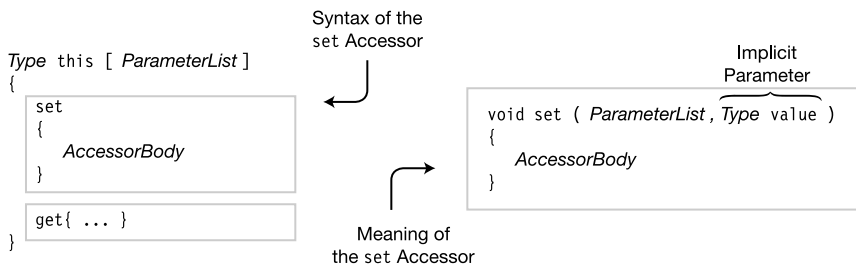 Syntax of the
set Accessor
Type this [ ParameterList ]
{
set
{
AccessorBody
}
get{ ... }
}
Implicit
Parameter
void set ( ParameterList , Type value )
{
AccessorBody
}
Meaning of
the set Accessor